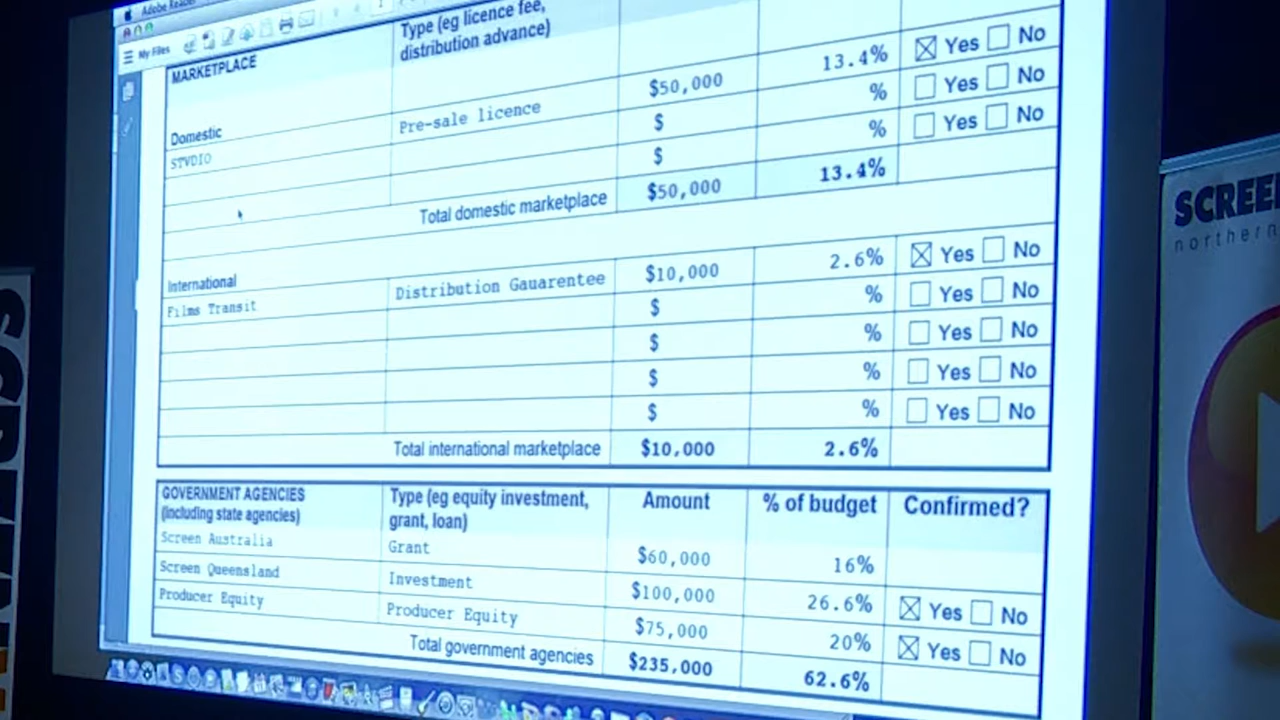 Adobe Reader
My Files
MARKETPLACE
Type (eg licence fee,
distribution advance)
Domestic
STVDIO Pre-sale licence $50,000 13.4% ☒ Yes ☐ No
$ % ☐ Yes ☐ No
$ % ☐ Yes ☐ No
Total domestic marketplace $50,000 13.4%
International
Films Transit Distribution Gauarentee $10,000 2.6% ☒ Yes ☐ No
$ % ☐ Yes ☐ No
$ % ☐ Yes ☐ No
$ % ☐ Yes ☐ No
$ % ☐ Yes ☐ No
Total international marketplace $10,000 2.6%
GOVERNMENT AGENCIES Type (eg equity investment, Amount % of budget Confirmed?
(including state agencies) grant, loan)
Screen Australia Grant $60,000 16%
Screen Queensland Investment $100,000 26.6% ☒ Yes ☐ No
Producer Equity Producer Equity $75,000 20% ☒ Yes ☐ No
Total government agencies $235,000 62.6%
northern